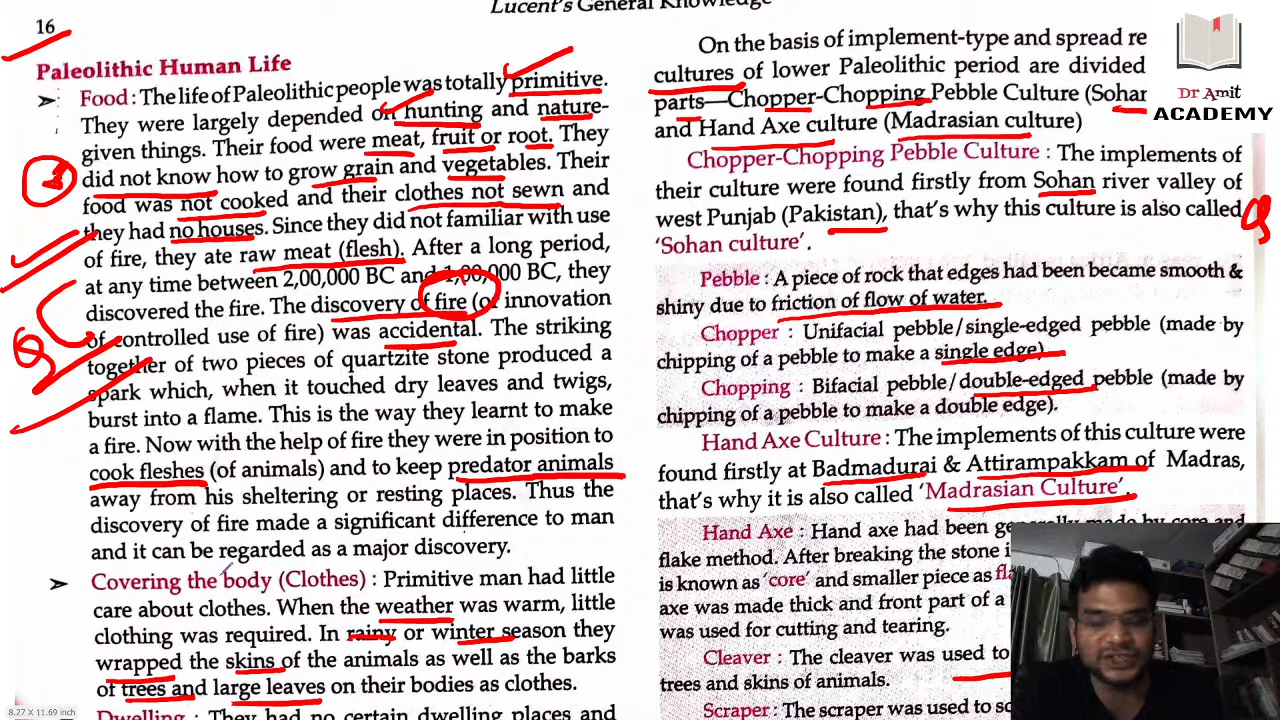 Lucent's General Knowledge
16
Paleolithic Human Life
➤ Food : The life of Paleolithic people was totally primitive.
They were largely depended on hunting and nature-
given things. Their food were meat, fruit or root. They
did not know how to grow grain and vegetables. Their
food was not cooked and their clothes not sewn and
they had no houses. Since they did not familiar with use
of fire, they ate raw meat (flesh). After a long period,
at any time between 2,00,000 BC and 1,00,000 BC, they
discovered the fire. The discovery of fire (or innovation
of controlled use of fire) was accidental. The striking
together of two pieces of quartzite stone produced a
spark which, when it touched dry leaves and twigs,
burst into a flame. This is the way they learnt to make
a fire. Now with the help of fire they were in position to
cook fleshes (of animals) and to keep predator animals
away from his sheltering or resting places. Thus the
discovery of fire made a significant difference to man
and it can be regarded as a major discovery.
➤ Covering the body (Clothes) : Primitive man had little
care about clothes. When the weather was warm, little
clothing was required. In rainy or winter season they
wrapped the skins of the animals as well as the barks
of trees and large leaves on their bodies as clothes.
Dwelling : They had no certain dwelling places and
8.27 X 11.69 inch
On the basis of implement-type and spread re
cultures of lower Paleolithic period are divided
parts—Chopper-Chopping Pebble Culture (Sohan
and Hand Axe culture (Madrasian culture)
Chopper-Chopping Pebble Culture : The implements of
their culture were found firstly from Sohan river valley of
west Punjab (Pakistan), that's why this culture is also called
'Sohan culture'.
Pebble : A piece of rock that edges had been became smooth &
shiny due to friction of flow of water.
Chopper : Unifacial pebble/single-edged pebble (made by
chipping of a pebble to make a single edge)
Chopping : Bifacial pebble/double-edged pebble (made by
chipping of a pebble to make a double edge).
Hand Axe Culture : The implements of this culture were
found firstly at Badmadurai & Attirampakkam of Madras,
that's why it is also called 'Madrasian Culture'.
Hand Axe : Hand axe had been generally made by core and
flake method. After breaking the stone i
is known as 'core' and smaller piece as fl
axe was made thick and front part of a
was used for cutting and tearing.
Cleaver : The cleaver was used to
trees and skins of animals.
Scraper : The scraper was used to sc
Dr Amit
ACADEMY